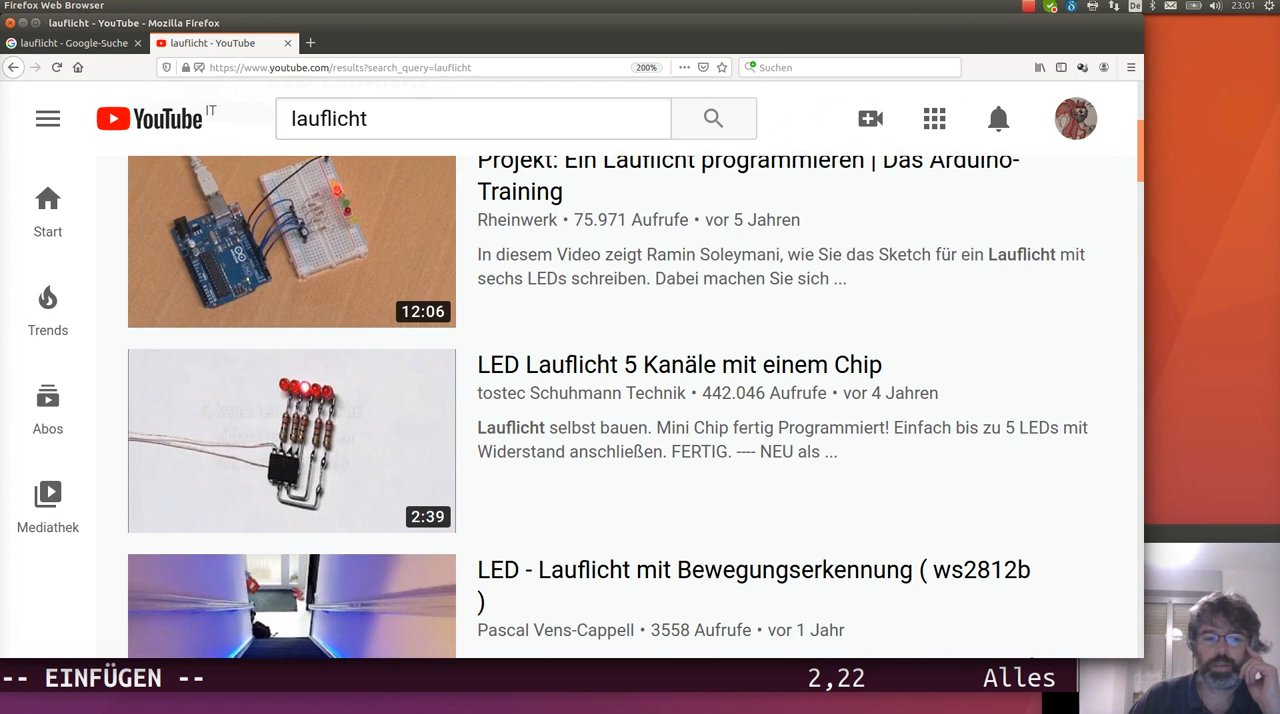 Firefox Web Browser
De
23:01
lauflicht - YouTube - Mozilla Firefox
lauflicht - Google-Suche
lauflicht - YouTube
https://www.youtube.com/results?search_query=lauflicht
200%
Suchen
YouTube IT
lauflicht
Projekt: Ein Lauflicht programmieren | Das Arduino-
Training
Rheinwerk • 75.971 Aufrufe • vor 5 Jahren
In diesem Video zeigt Ramin Soleymani, wie Sie das Sketch für ein Lauflicht mit
sechs LEDs schreiben. Dabei machen Sie sich ...
12:06
LED Lauflicht 5 Kanäle mit einem Chip
tostec Schuhmann Technik • 442.046 Aufrufe • vor 4 Jahren
Lauflicht selbst bauen. Mini Chip fertig Programmiert! Einfach bis zu 5 LEDs mit
Widerstand anschließen. FERTIG. ---- NEU als ...
2:39
LED - Lauflicht mit Bewegungserkennung ( ws2812b
)
Pascal Vens-Cappell • 3558 Aufrufe • vor 1 Jahr
Start
Trends
Abos
Mediathek
-- EINFÜGEN --
2,22
Alles